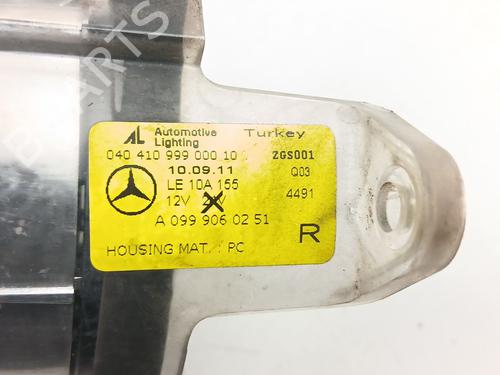 AL Automotive Lighting Turkey
040 410 999 000 10 ZGS001
10.09.11 Q03
LE 10A 155 4491
12V
A 099 906 02 51
HOUSING MAT. : PC R